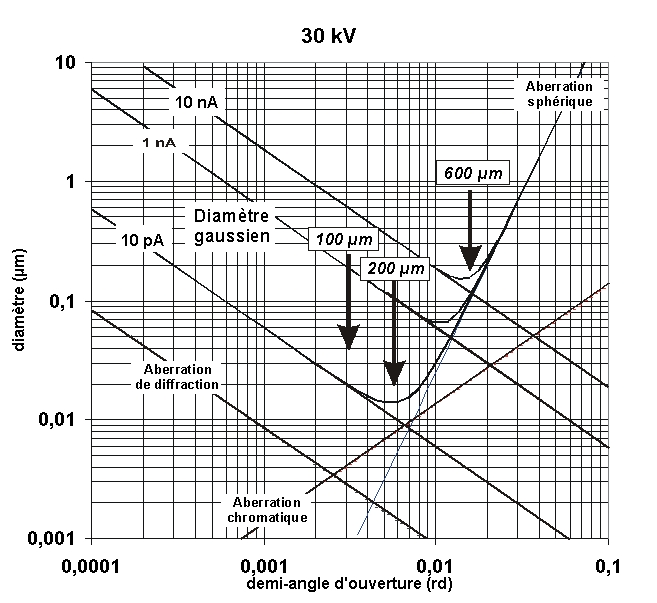 30 kV
10
Aberration
sphérique
10 nA
1 nA
600 µm
1
Diamètre
gaussien
100 µm
10 pA
200 µm
diamètre (µm)
0,1
Aberration
de diffraction
0,01
Aberration
chromatique
0,001
0,0001
0,001
0,01
0,1
demi-angle d'ouverture (rd)